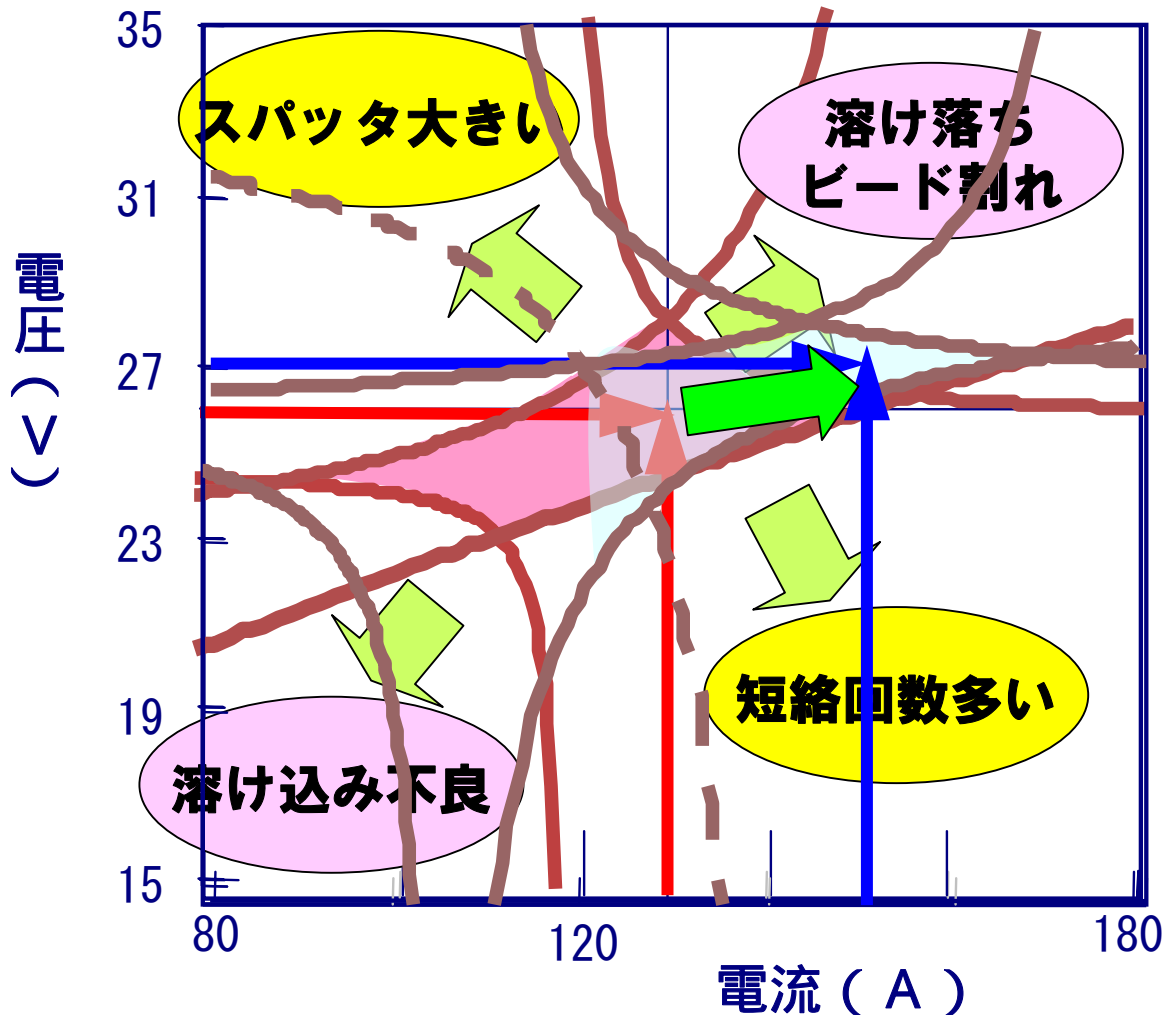 35
スパッタ大きい
溶け落ち
ビード割れ
31
電圧(V)
27
23
19
短絡回数多い
溶け込み不良
15
80
120
180
電流(A)